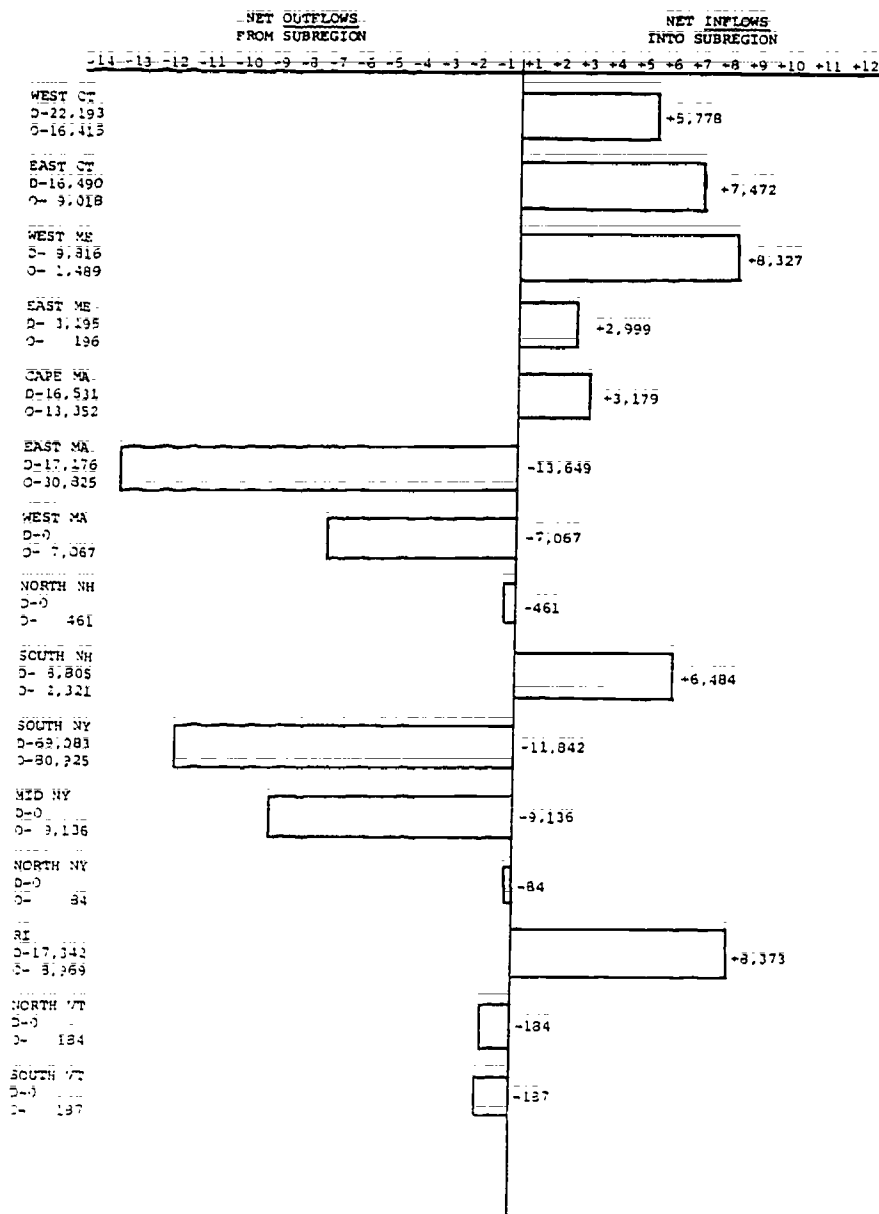 NET OUTFLOWS
FROM SUBREGION
NET INFLOWS
INTO SUBREGION
-14 -13 -12 -11 -10 -9 -8 -7 -6 -5 -4 -3 -2 -1 +1 +2 +3 +4 +5 +6 +7 +8 +9 +10 +11 +12
WEST CT
D-22,193
O-16,415
+5,778
EAST CT
D-16,490
O- 9,018
+7,472
WEST ME
D- 9,816
O- 1,489
+8,327
EAST ME
D- 3,195
O- 196
+2,999
CAPE MA
D-16,531
O-13,352
+3,179
EAST MA
D-17,176
O-30,825
-13,649
WEST MA
D-0
O- 7,067
-7,067
NORTH NH
D-0
O- 461
-461
SOUTH NH
D- 8,805
O- 2,321
+6,484
SOUTH NY
D-69,083
O-80,925
-11,842
MID NY
D-0
O- 9,136
-9,136
NORTH NY
D-0
O- 84
-84
RI
D-17,342
O- 8,969
+8,373
NORTH VT
D-0
O- 184
-184
SOUTH VT
D-0
O- 187
-187